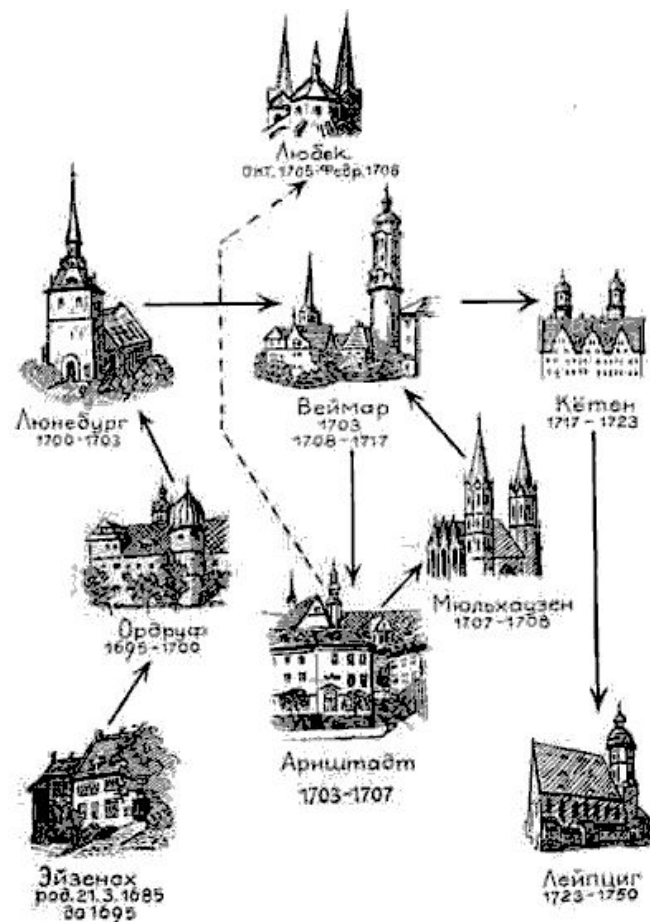 Любек
окт. 1705-февр. 1706
Люнебург
1700-1703
Веймар
1703
1708-1717
Кётен
1717-1723
Ордруф
1695-1700
Мюльхаузен
1707-1708
Арнштадт
1703-1707
Эйзенах
род. 21.3.1685
до 1695
Лейпциг
1723-1750